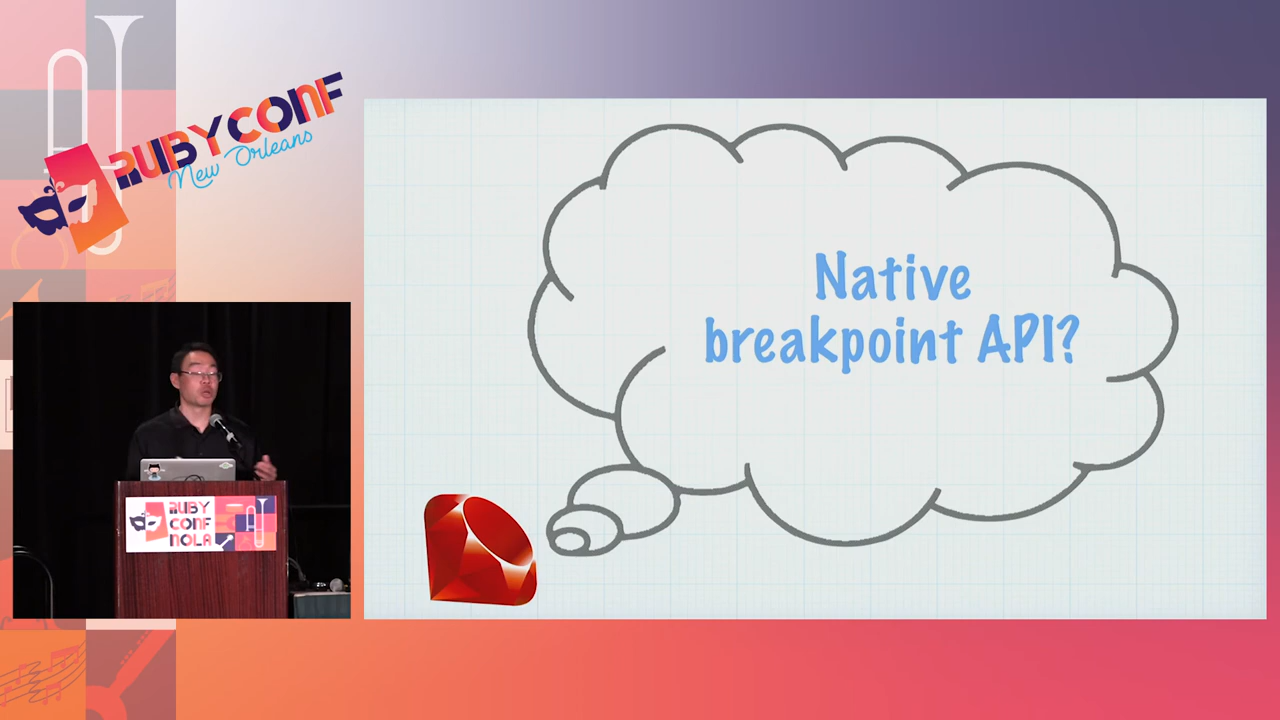 RUBYCONF
New Orleans
Native
breakpoint API?
RUBY
CONF
NOLA